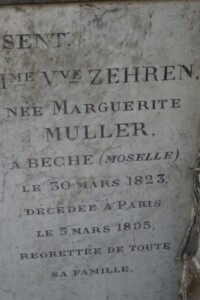 SENT.
MME VVE ZEHREN,
NÉE MARGUERITE
MULLER,
A BECHE (MOSELLE)
LE 30 MARS 1823,
DÉCÉDÉE À PARIS
LE 5 MARS 1895,
REGRETTÉE DE TOUTE
SA FAMILLE.